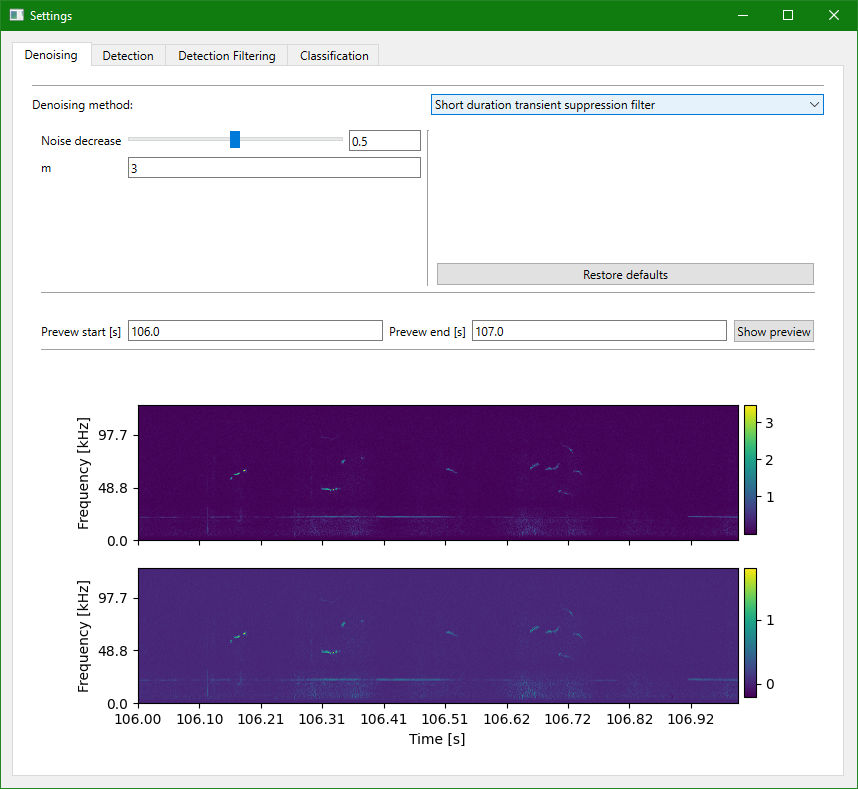 Settings
Denoising Detection Detection Filtering Classification
Denoising method: Short duration transient suppression filter
Noise decrease 0.5
m 3
Restore defaults
Prevew start [s] 106.0 Prevew end [s] 107.0 Show preview
Frequency [kHz]
97.7
48.8
0.0
3
2
1
Frequency [kHz]
97.7
48.8
0.0
1
0
106.00 106.10 106.21 106.31 106.41 106.51 106.62 106.72 106.82 106.92
Time [s]